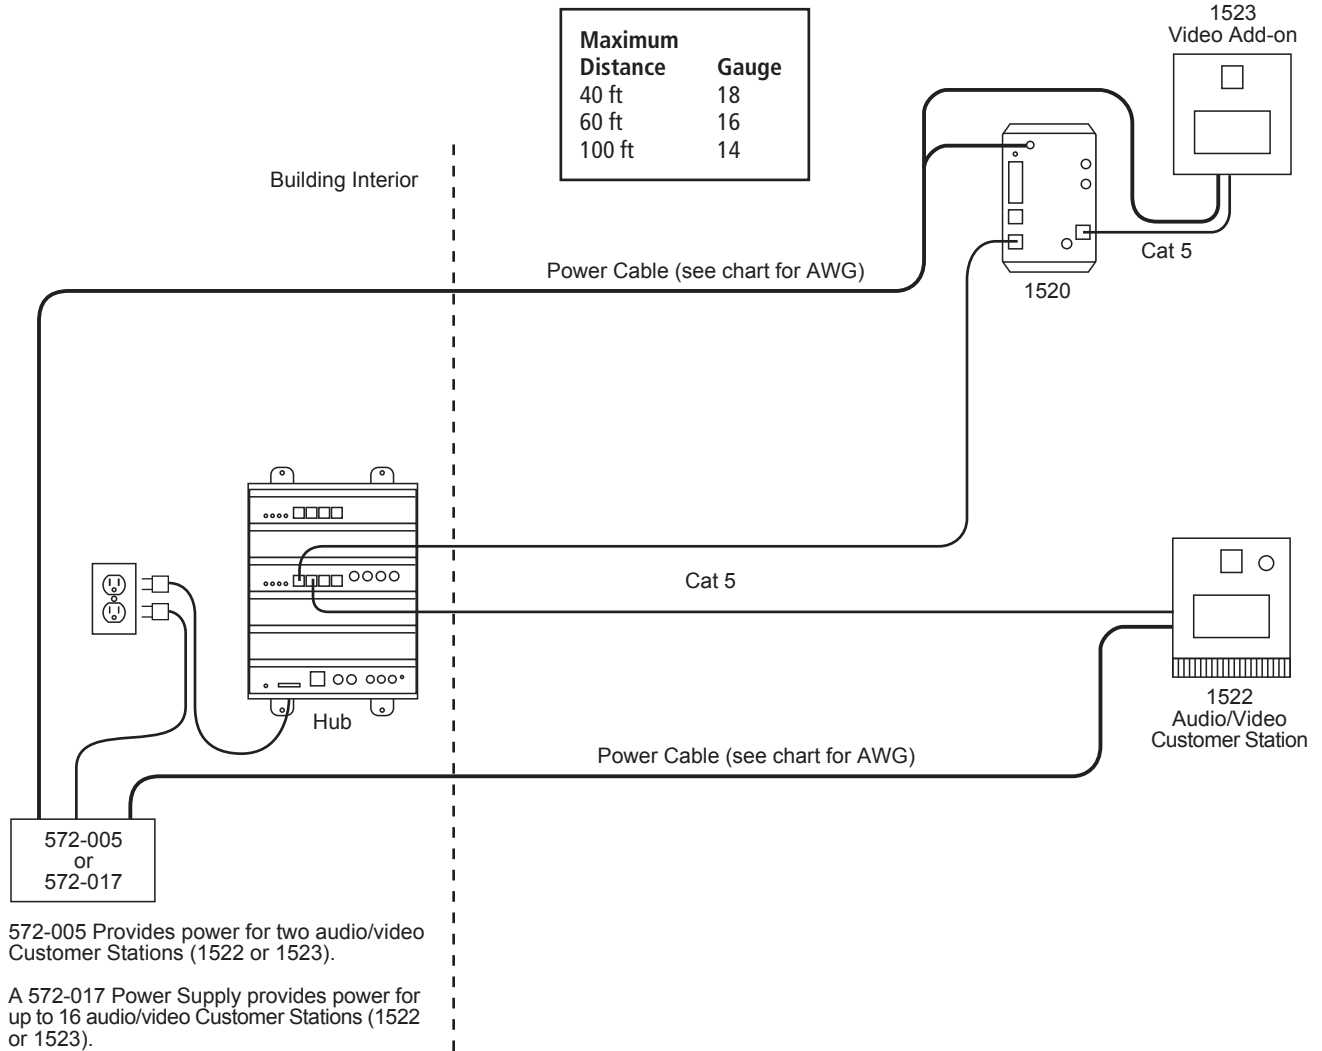 1523
Video Add-on
Maximum
Distance Gauge
40 ft 18
60 ft 16
100 ft 14
Building Interior
Cat 5
Power Cable (see chart for AWG)
1520
Cat 5
1522
Audio/Video
Customer Station
Hub
Power Cable (see chart for AWG)
572-005
or
572-017
572-005 Provides power for two audio/video
Customer Stations (1522 or 1523).
A 572-017 Power Supply provides power for
up to 16 audio/video Customer Stations (1522
or 1523).